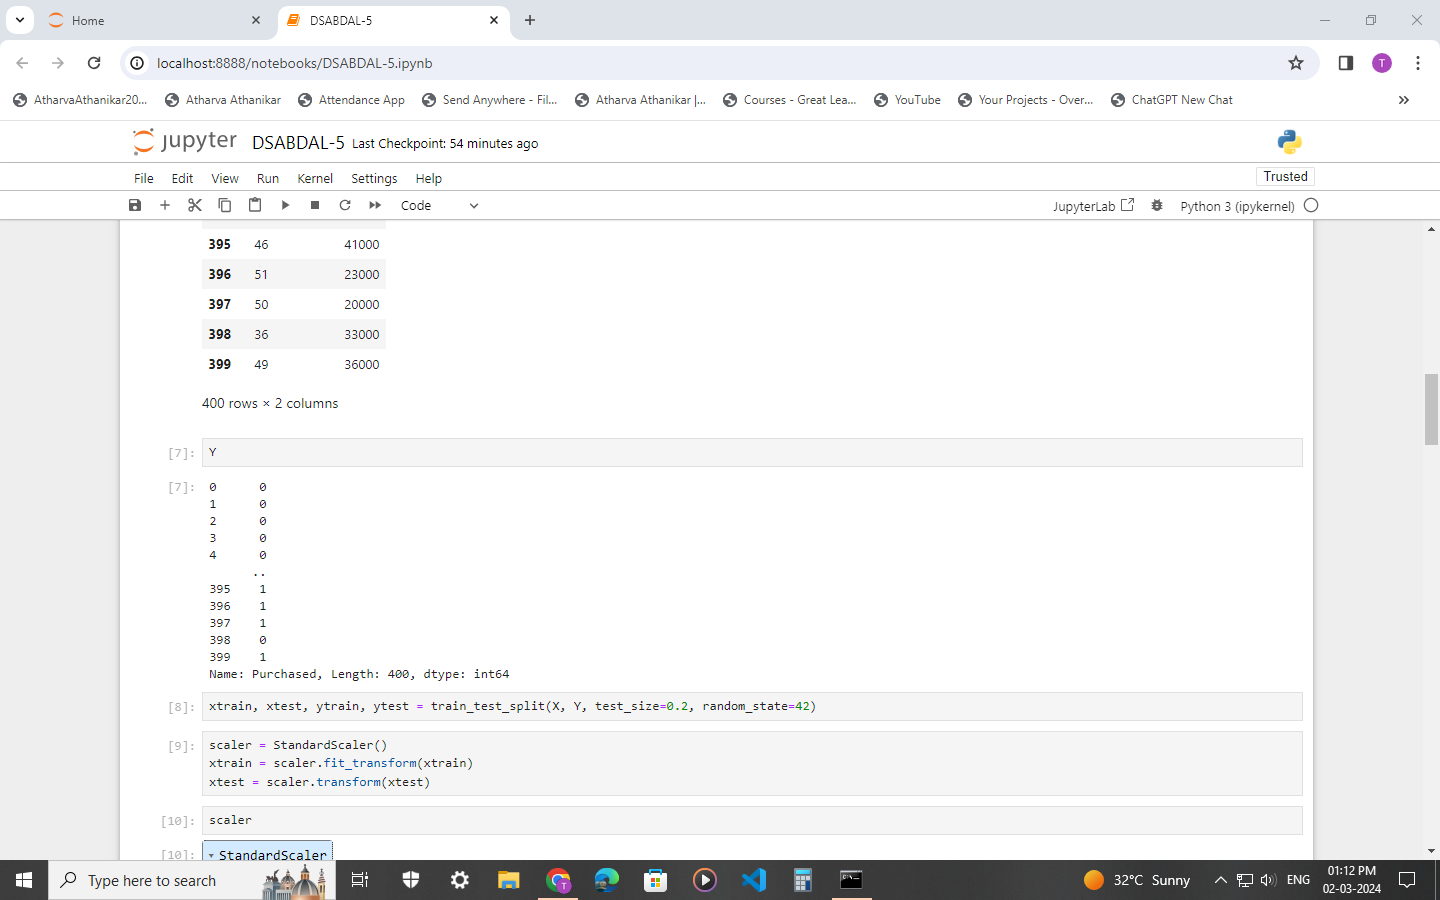 Home
DSABDAL-5
localhost:8888/notebooks/DSABDAL-5.ipynb
T
AtharvaAthanikar20...
Atharva Athanikar
Attendance App
Send Anywhere - Fil...
Atharva Athanikar |...
Courses - Great Lea...
YouTube
Your Projects - Over...
ChatGPT New Chat
jupyter DSABDAL-5 Last Checkpoint: 54 minutes ago
File Edit View Run Kernel Settings Help
Trusted
Code
JupyterLab
Python 3 (ipykernel)
395 46 41000
396 51 23000
397 50 20000
398 36 33000
399 49 36000
400 rows × 2 columns
[7]: Y
[7]: 0 0
1 0
2 0
3 0
4 0
..
395 1
396 1
397 1
398 0
399 1
Name: Purchased, Length: 400, dtype: int64
[8]: xtrain, xtest, ytrain, ytest = train_test_split(X, Y, test_size=0.2, random_state=42)
[9]: scaler = StandardScaler()
xtrain = scaler.fit_transform(xtrain)
xtest = scaler.transform(xtest)
[10]: scaler
[10]: ▾ StandardScaler
Type here to search
T
32°C Sunny
ENG
01:12 PM
02-03-2024